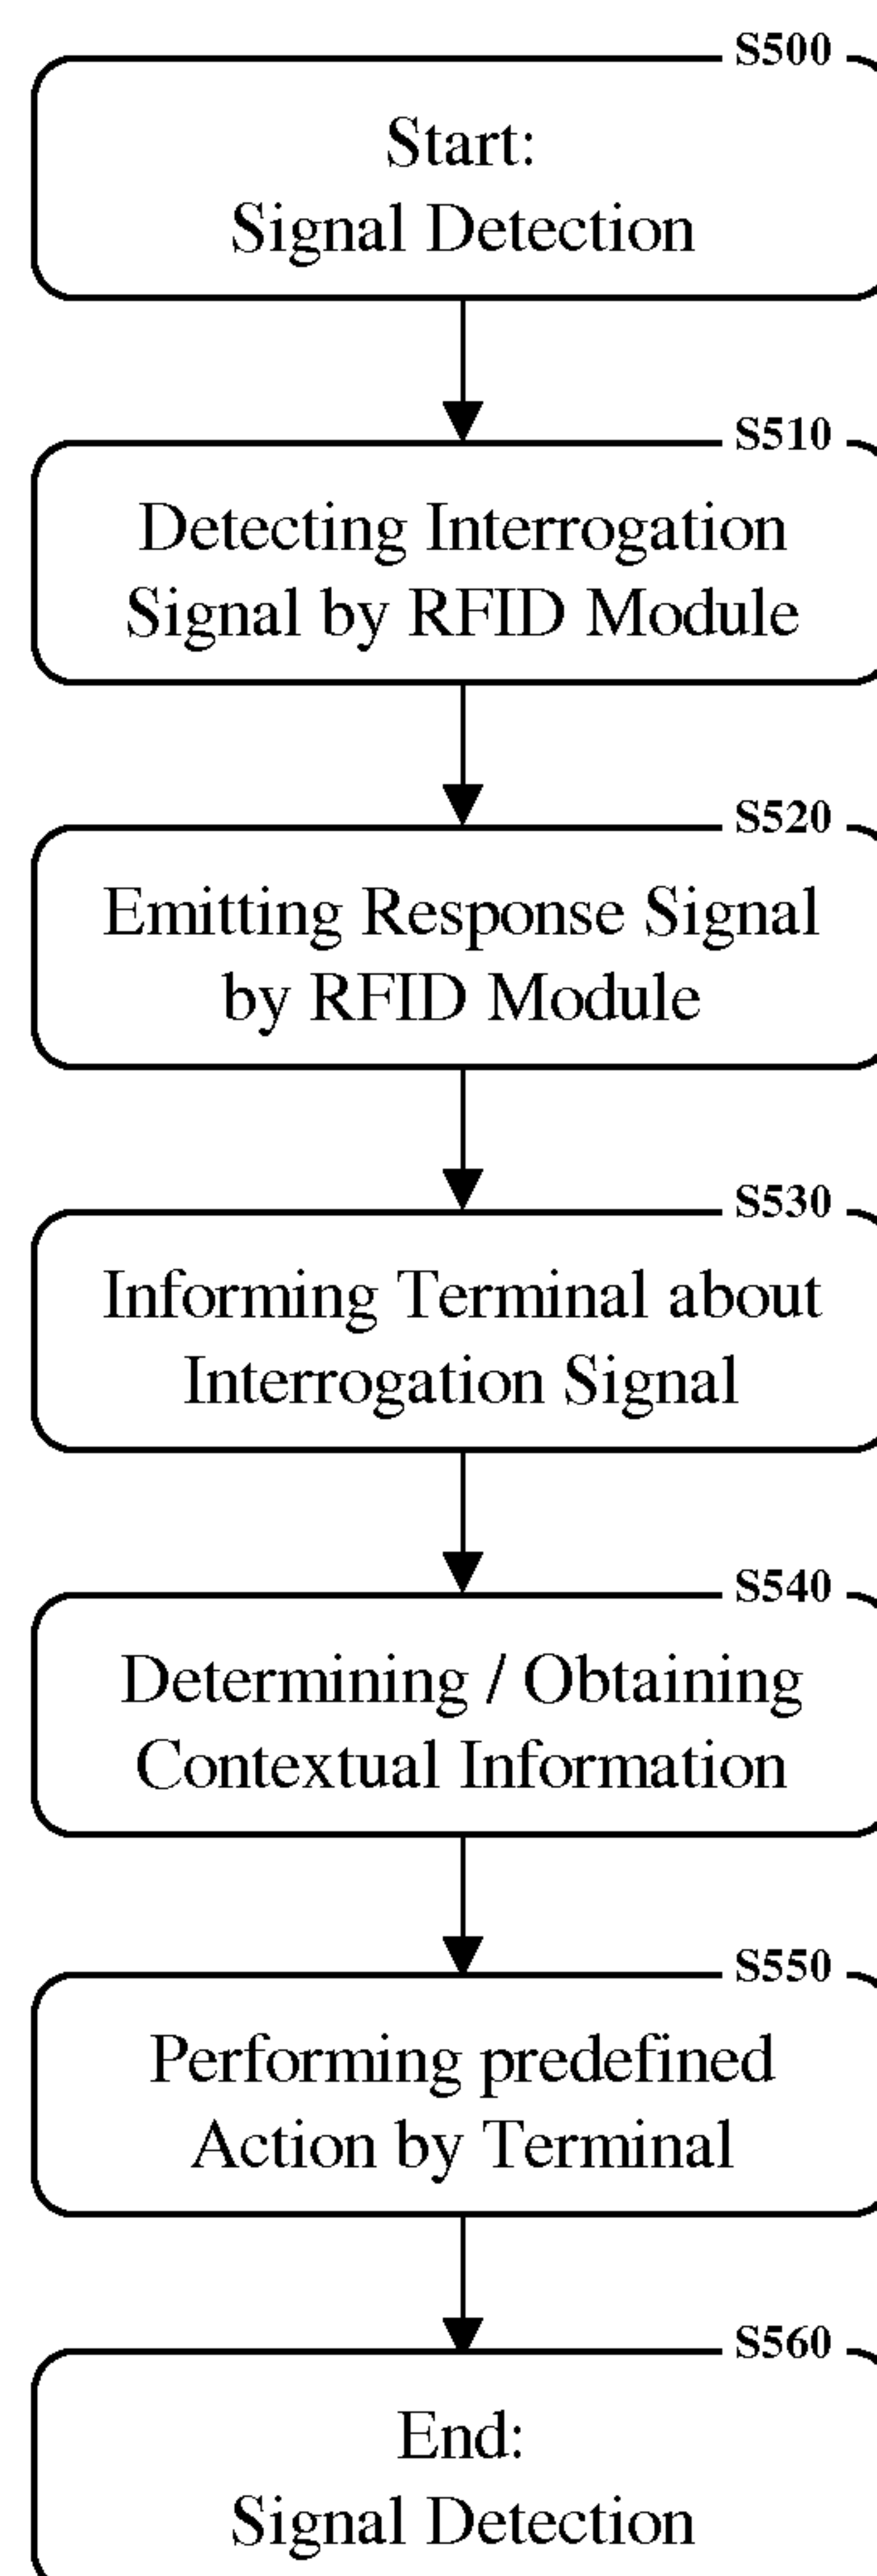 S500
Start:
Signal Detection
S510
Detecting Interrogation
Signal by RFID Module
S520
Emitting Response Signal
by RFID Module
S530
Informing Terminal about
Interrogation Signal
S540
Determining / Obtaining
Contextual Information
S550
Performing predefined
Action by Terminal
S560
End:
Signal Detection